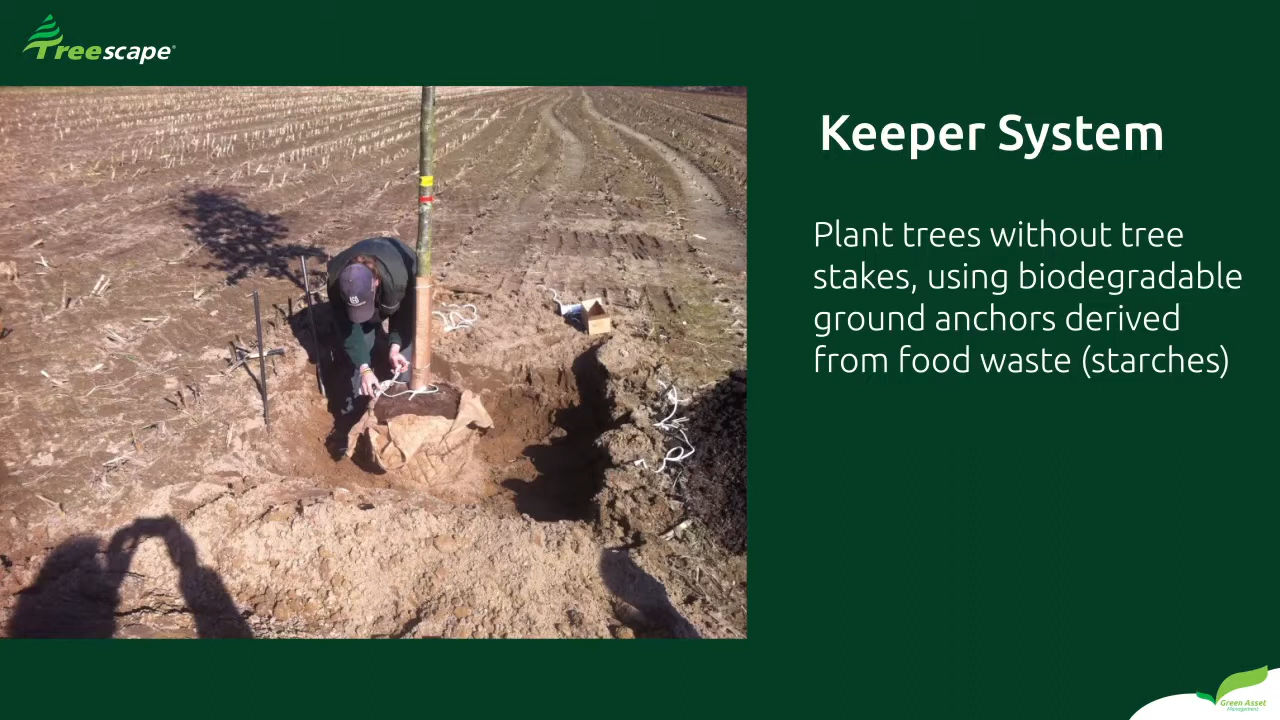 Treescape®
Keeper System
Plant trees without tree
stakes, using biodegradable
ground anchors derived
from food waste (starches)
Green Asset
Management